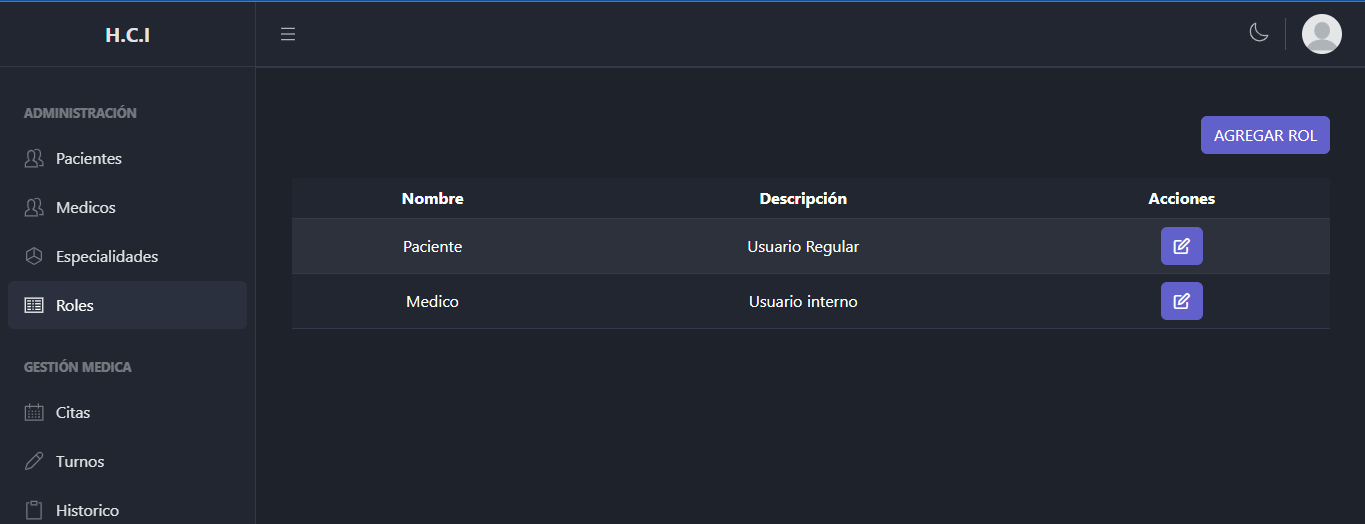 H.C.I
ADMINISTRACIÓN
Pacientes
Medicos
Especialidades
Roles
GESTIÓN MEDICA
Citas
Turnos
Historico
AGREGAR ROL
Nombre Descripción Acciones
Paciente Usuario Regular
Medico Usuario interno